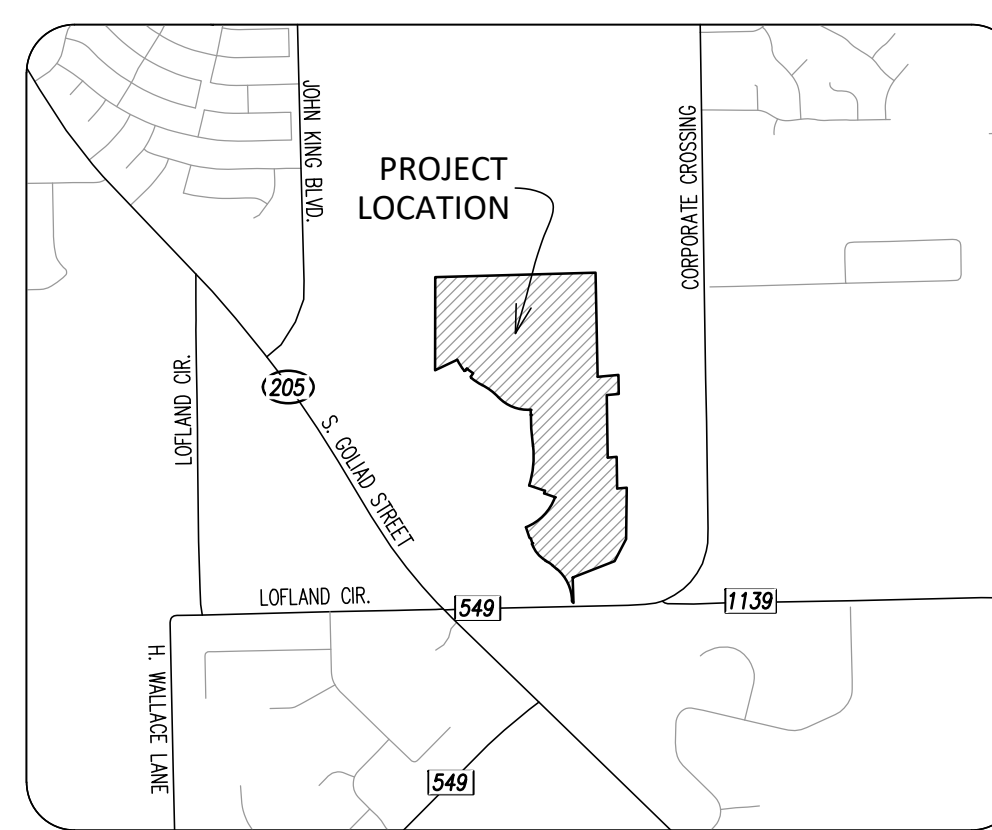 JOHN KING BLVD.
CORPORATE CROSSING
PROJECT
LOCATION
LOFLAND CIR.
205
S. GOLIAD STREET
LOFLAND CIR.
549
1139
H. WALLACE LANE
549